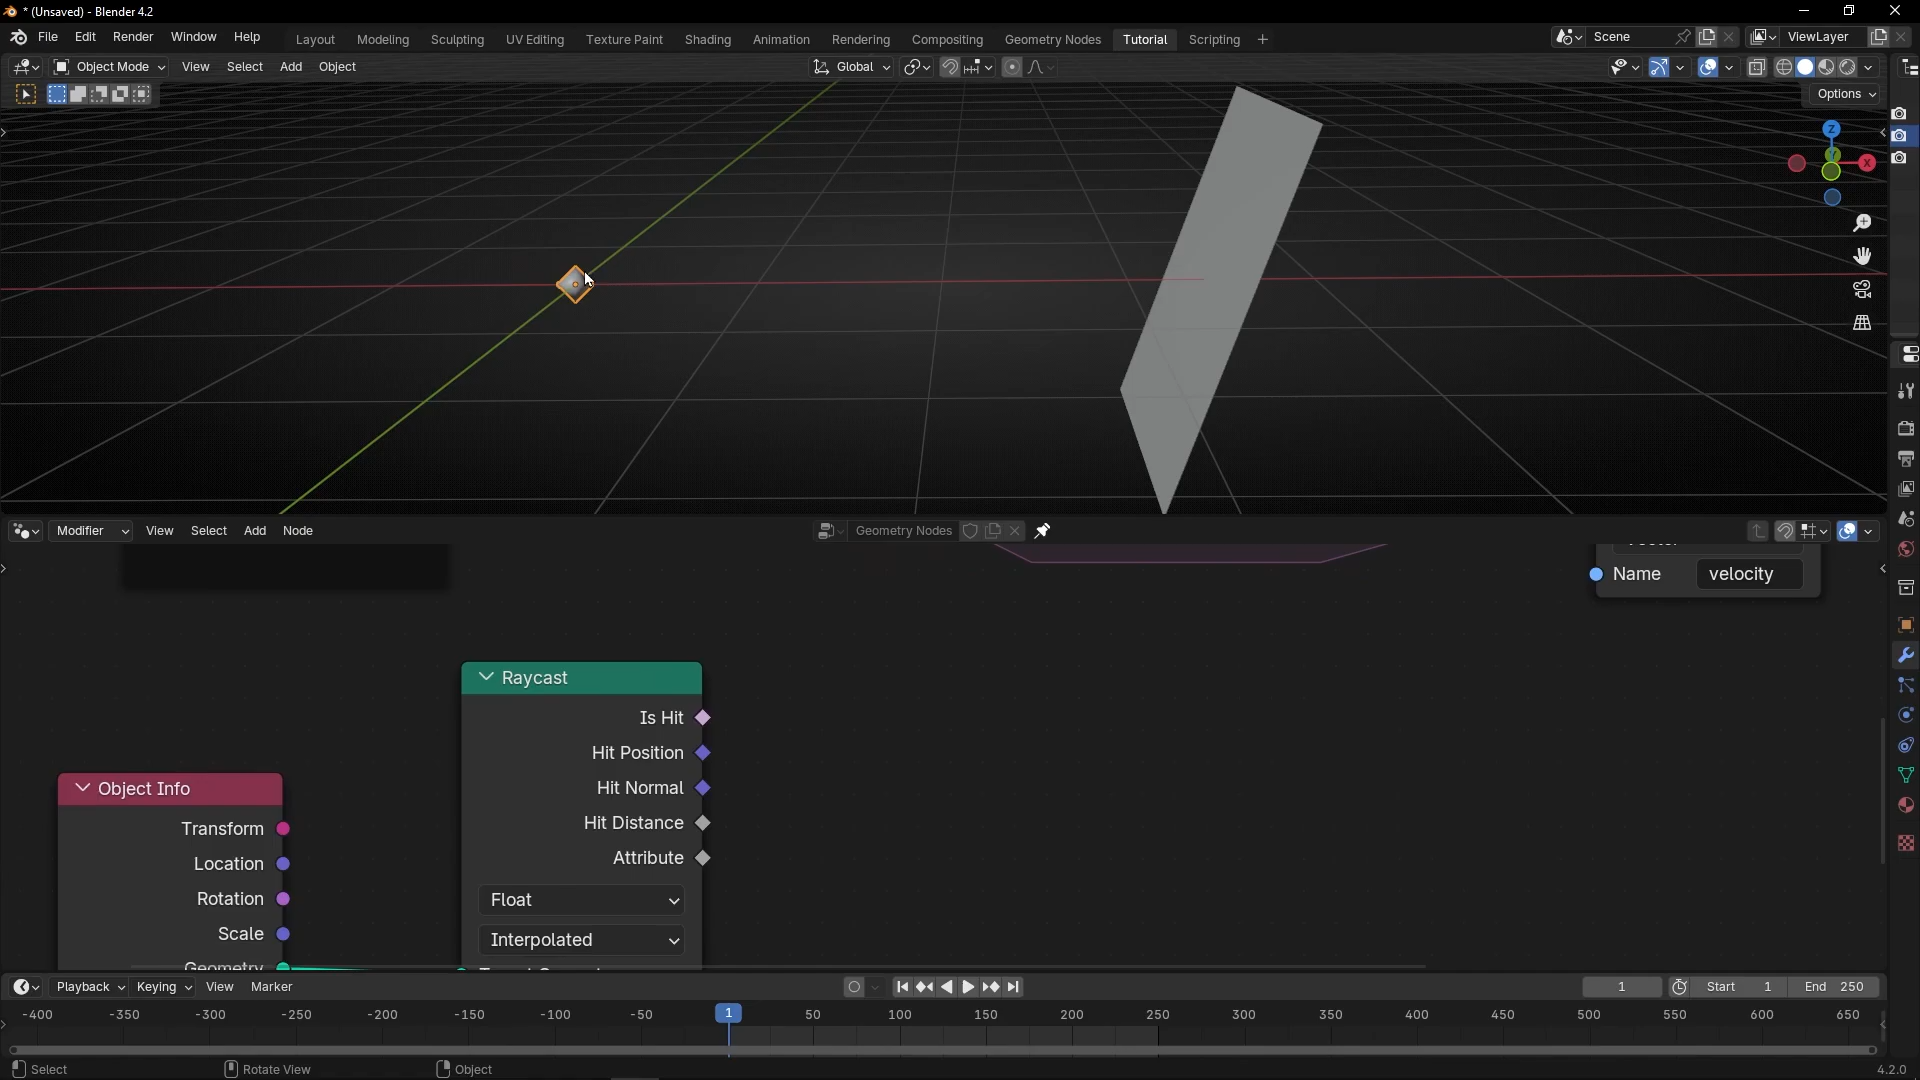 * (Unsaved) - Blender 4.2
File Edit Render Window Help Layout Modeling Sculpting UV Editing Texture Paint Shading Animation Rendering Compositing Geometry Nodes Tutorial Scripting + Scene ViewLayer
Object Mode View Select Add Object Global
Options
Z
X
Modifier View Select Add Node Geometry Nodes
Name velocity
Raycast
Is Hit
Hit Position
Hit Normal
Hit Distance
Attribute
Float
Interpolated
Object Info
Transform
Location
Rotation
Scale
Geometry
Playback Keying View Marker 1 Start 1 End 250
-400 -350 -300 -250 -200 -150 -100 -50 1 50 100 150 200 250 300 350 400 450 500 550 600 650
Select Rotate View Object 4.2.0